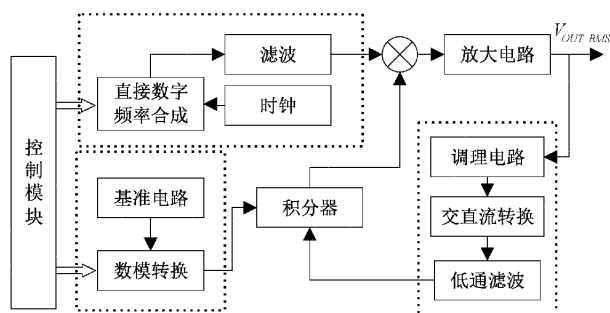 控制模块
直接数字
频率合成
滤波
时钟
放大电路
V_{OUT_RMS}
调理电路
交直流转换
低通滤波
基准电路
数模转换
积分器